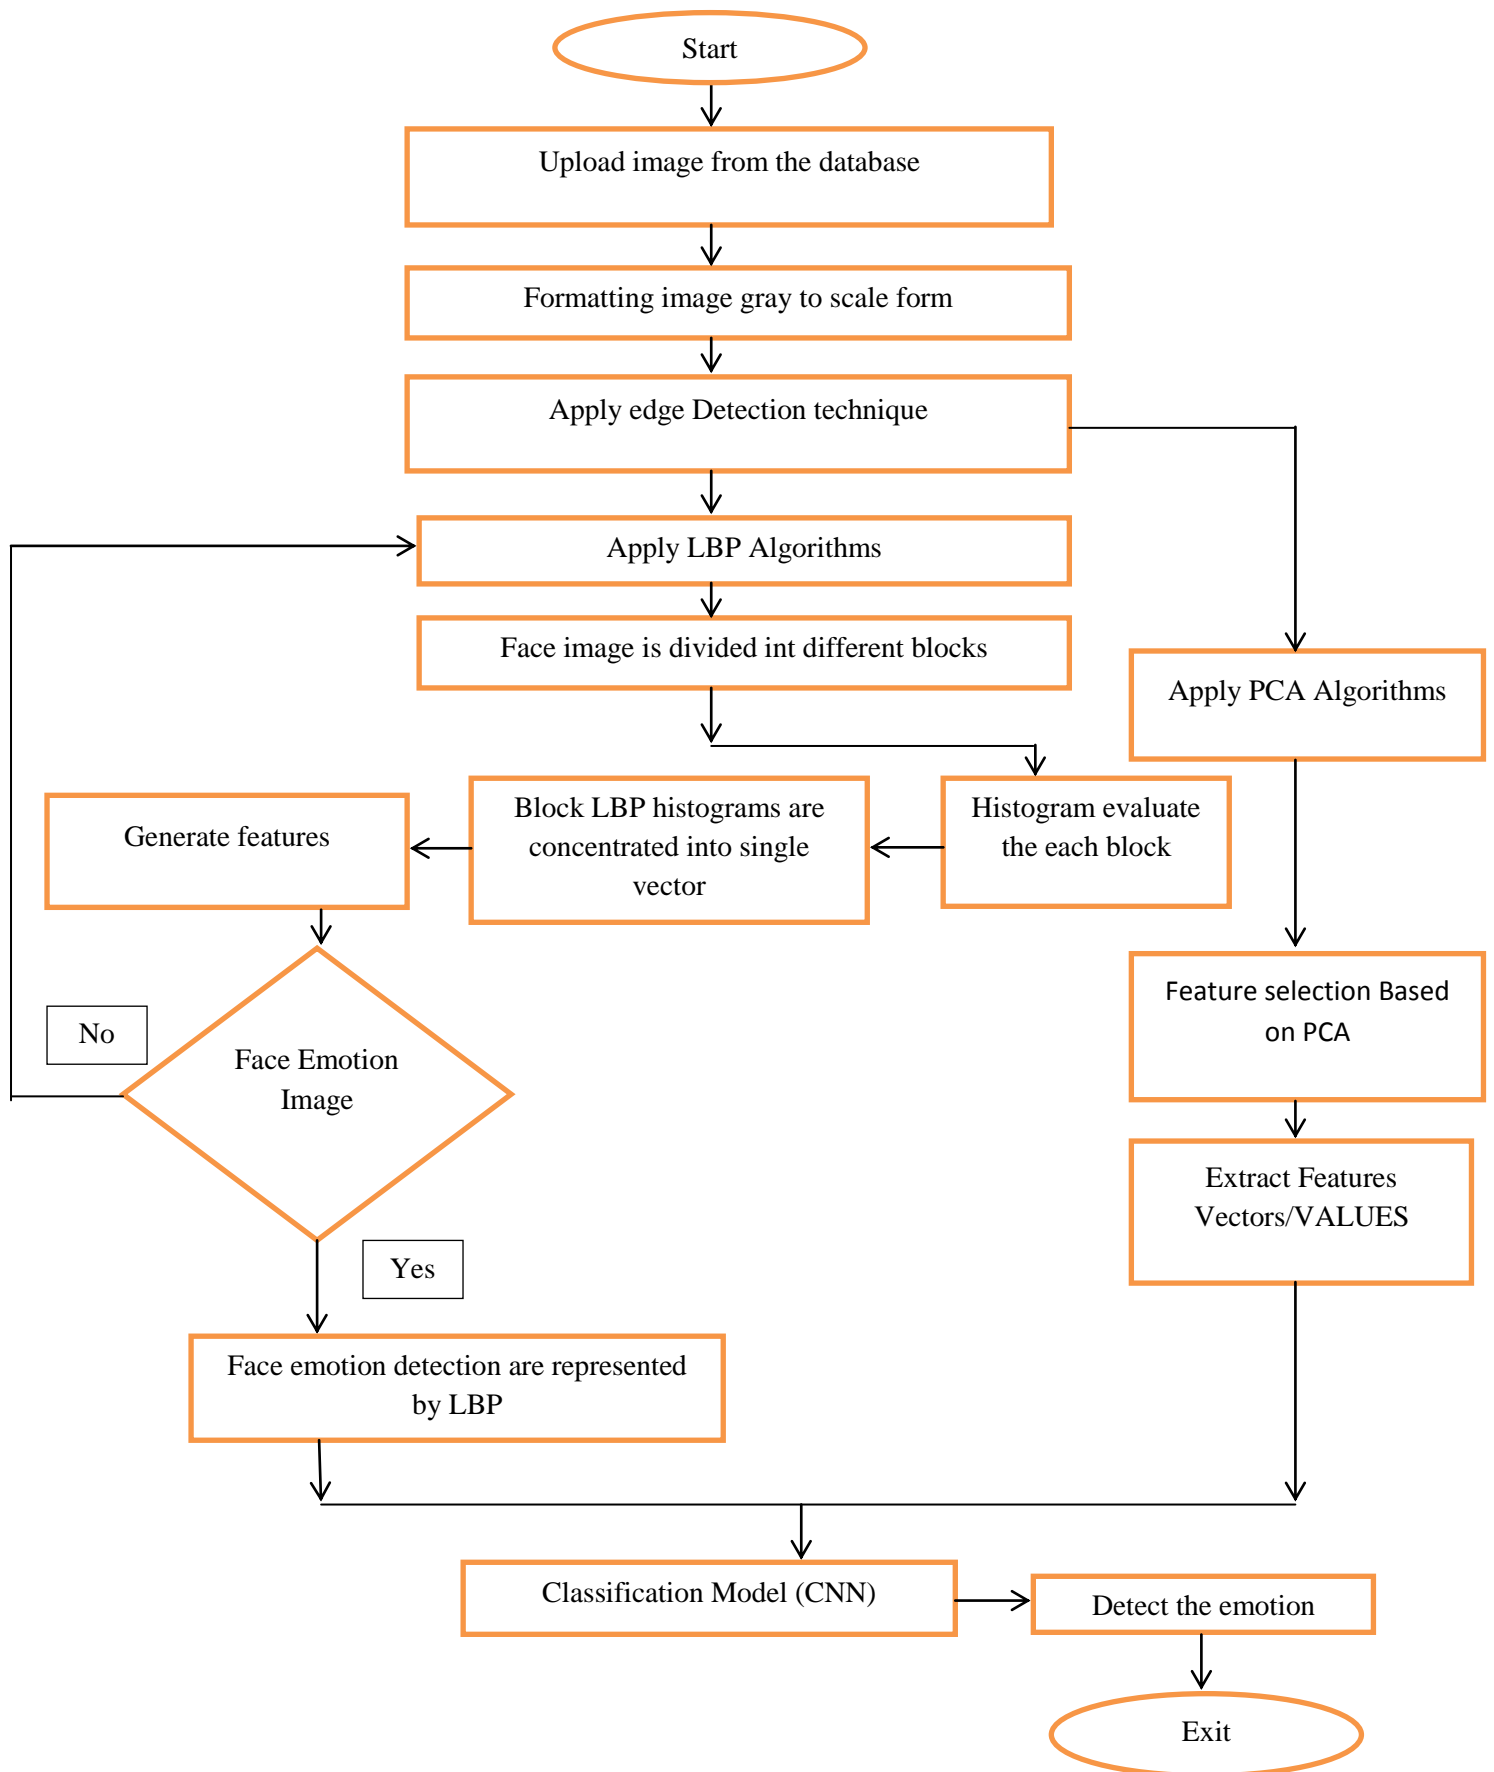 Start
Upload image from the database
Formatting image gray to scale form
Apply edge Detection technique
Apply LBP Algorithms
Face image is divided int different blocks
Apply PCA Algorithms
Generate features
Block LBP histograms are
concentrated into single
vector
Histogram evaluate
the each block
No
Face Emotion
Image
Feature selection Based
on PCA
Extract Features
Vectors/VALUES
Yes
Face emotion detection are represented
by LBP
Classification Model (CNN)
Detect the emotion
Exit